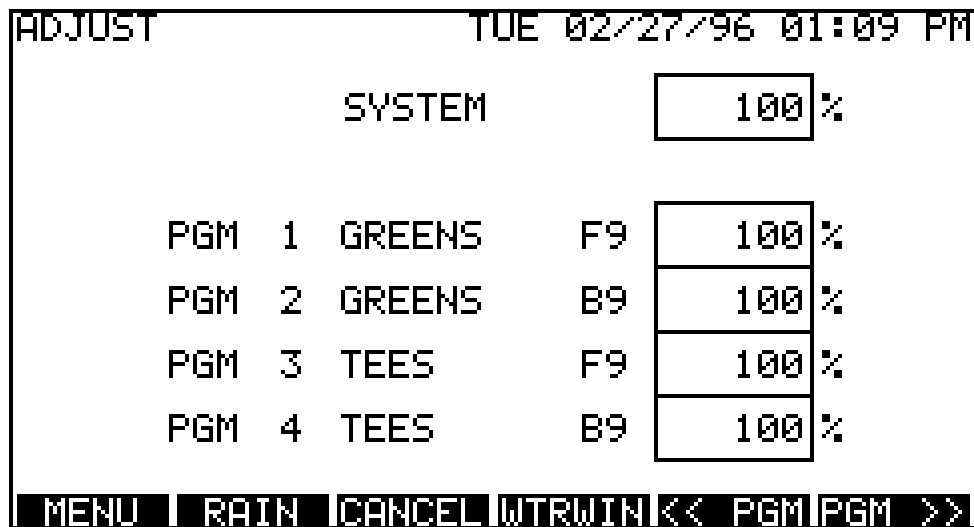 ADJUST TUE 02/27/96 01:09 PM
SYSTEM 100%
PGM 1 GREENS F9 100%
PGM 2 GREENS B9 100%
PGM 3 TEES F9 100%
PGM 4 TEES B9 100%
MENU RAIN CANCEL WTRWIN << PGM PGM >>